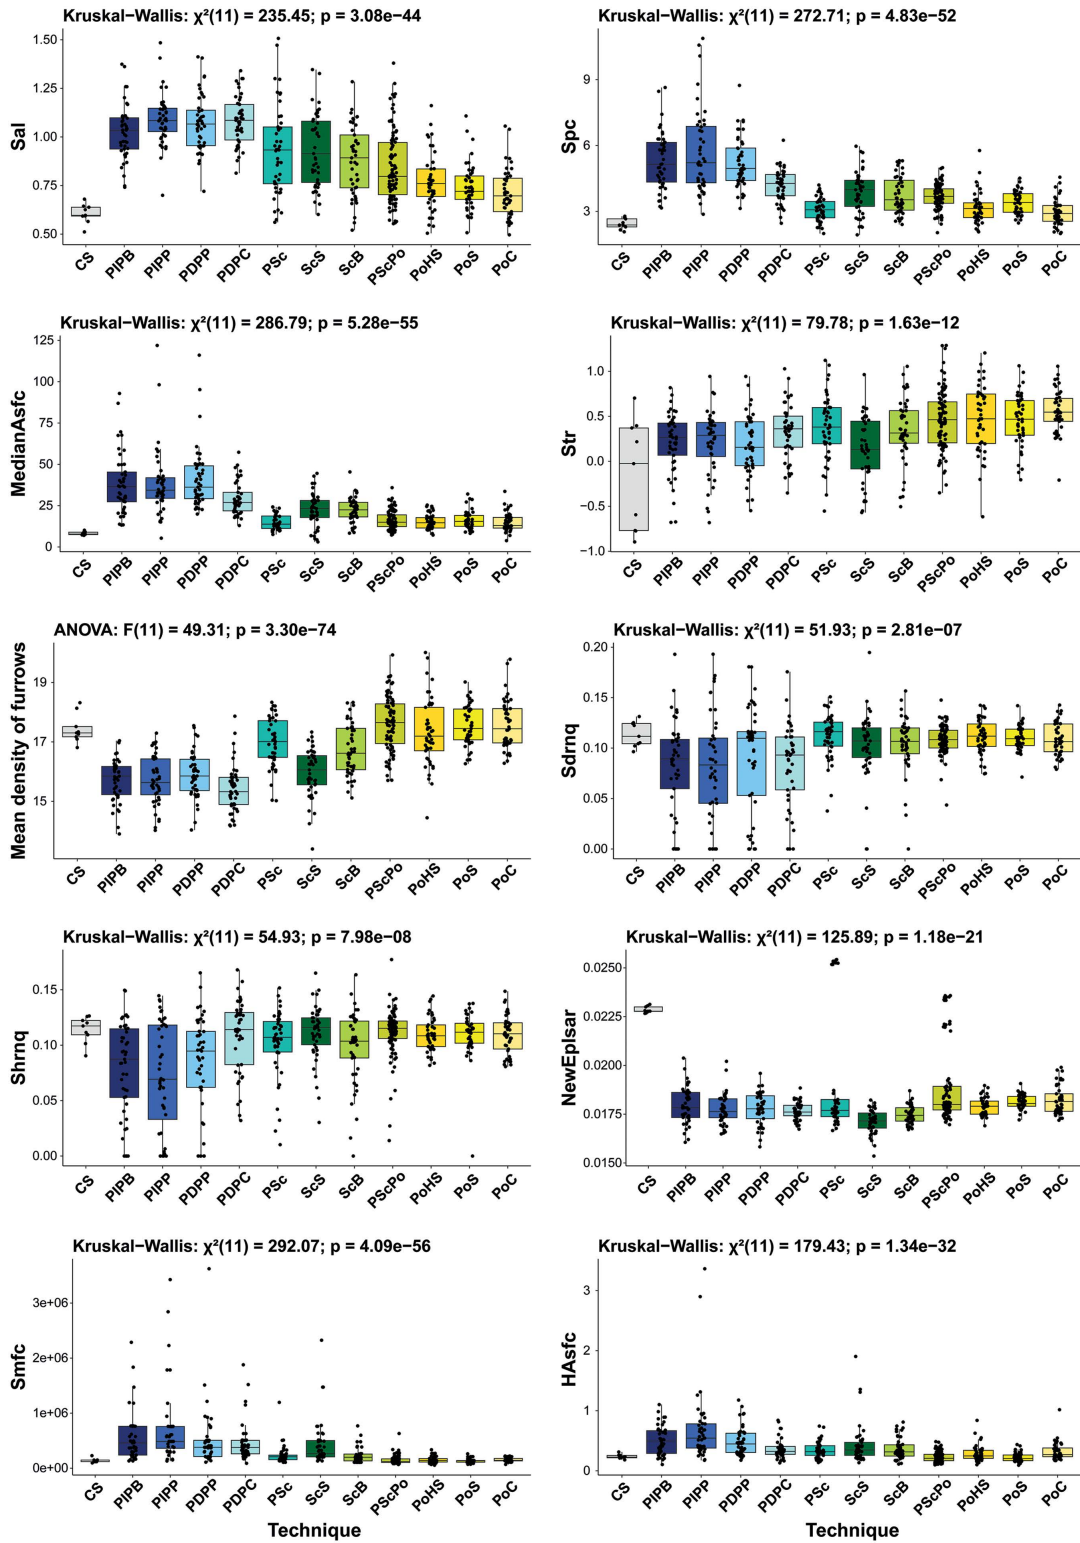 Kruskal−Wallis: χ²(11) = 235.45; p = 3.08e−44
Sal
1.50
1.25
1.00
0.75
0.50
CS PIPB PIPP PDPP PDPC PSc ScS ScB PScPo PoHS PoS PoC
Kruskal−Wallis: χ²(11) = 272.71; p = 4.83e−52
Spc
9
6
3
CS PIPB PIPP PDPP PDPC PSc ScS ScB PScPo PoHS PoS PoC
Kruskal−Wallis: χ²(11) = 286.79; p = 5.28e−55
MedianAsfc
125
100
75
50
25
0
CS PIPB PIPP PDPP PDPC PSc ScS ScB PScPo PoHS PoS PoC
Kruskal−Wallis: χ²(11) = 79.78; p = 1.63e−12
Str
1.0
0.5
0.0
−0.5
−1.0
CS PIPB PIPP PDPP PDPC PSc ScS ScB PScPo PoHS PoS PoC
ANOVA: F(11) = 49.31; p = 3.30e−74
Mean density of furrows
19
17
15
CS PIPB PIPP PDPP PDPC PSc ScS ScB PScPo PoHS PoS PoC
Kruskal−Wallis: χ²(11) = 51.93; p = 2.81e−07
Sdrnq
0.20
0.15
0.10
0.05
0.00
CS PIPB PIPP PDPP PDPC PSc ScS ScB PScPo PoHS PoS PoC
Kruskal−Wallis: χ²(11) = 54.93; p = 7.98e−08
Shrnq
0.15
0.10
0.05
0.00
CS PIPB PIPP PDPP PDPC PSc ScS ScB PScPo PoHS PoS PoC
Kruskal−Wallis: χ²(11) = 125.89; p = 1.18e−21
NewEplsar
0.0250
0.0225
0.0200
0.0175
0.0150
CS PIPB PIPP PDPP PDPC PSc ScS ScB PScPo PoHS PoS PoC
Kruskal−Wallis: χ²(11) = 292.07; p = 4.09e−56
Smfc
3e+06
2e+06
1e+06
0e+00
CS PIPB PIPP PDPP PDPC PSc ScS ScB PScPo PoHS PoS PoC
Technique
Kruskal−Wallis: χ²(11) = 179.43; p = 1.34e−32
HAsfc
3
2
1
0
CS PIPB PIPP PDPP PDPC PSc ScS ScB PScPo PoHS PoS PoC
Technique